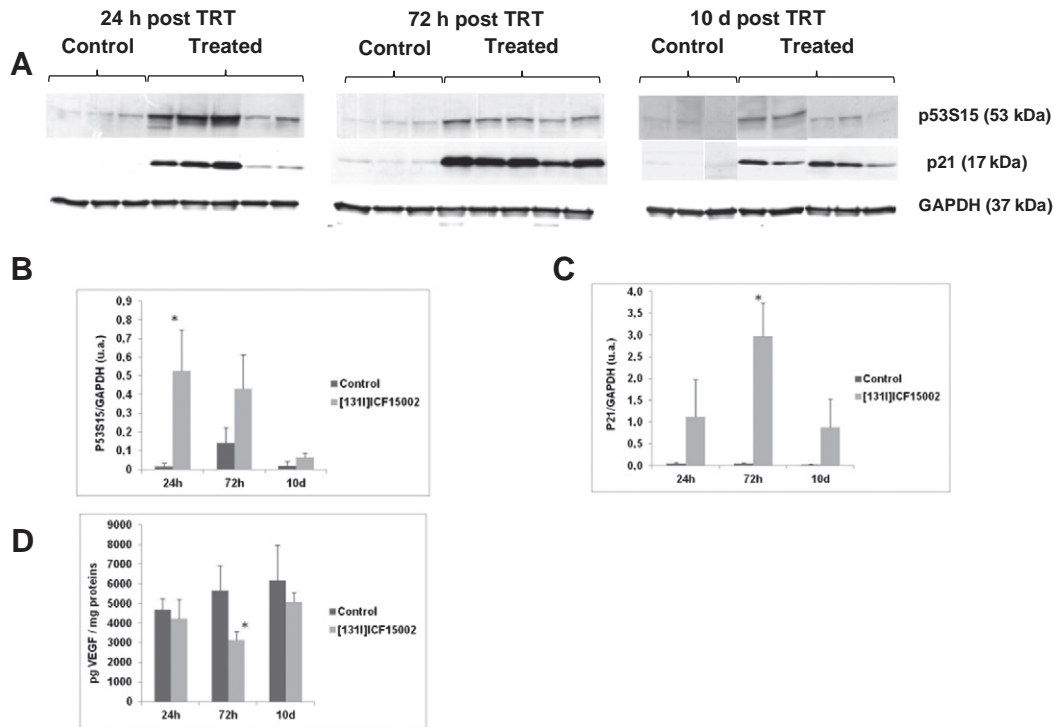 24 h post TRT
72 h post TRT
10 d post TRT
Control
Treated
Control
Treated
Control
Treated
A
p53S15 (53 kDa)
p21 (17 kDa)
GAPDH (37 kDa)
B
P53S15/GAPDH (u.a.)
0,9
0,8
0,7
0,6
0,5
0,4
0,3
0,2
0,1
0
*
24h
72h
10d
Control
[131I]ICF15002
C
P21/GAPDH (u.a.)
4,0
3,5
3,0
2,5
2,0
1,5
1,0
0,5
0,0
*
24h
72h
10d
Control
[131I]ICF15002
D
pg VEGF / mg proteins
9000
8000
7000
6000
5000
4000
3000
2000
1000
0
*
24h
72h
10d
Control
[131I]ICF15002